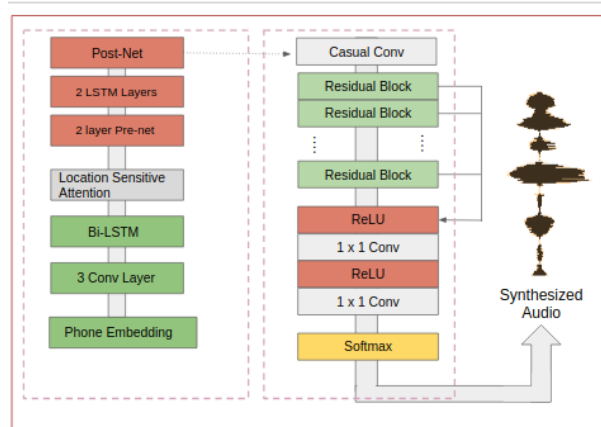 Post-Net
2 LSTM Layers
2 layer Pre-net
Location Sensitive
Attention
Bi-LSTM
3 Conv Layer
Phone Embedding
Casual Conv
Residual Block
Residual Block
Residual Block
ReLU
1 x 1 Conv
ReLU
1 x 1 Conv
Softmax
Synthesized
Audio